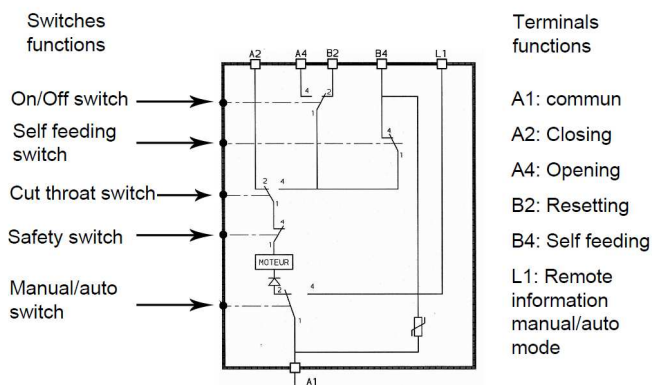 Switches
functions
On/Off switch
Self feeding
switch
Cut throat switch
Safety switch
Manual/auto
switch
A2 A4 B2 B4 L1
4 2
1
4
1
2 4
1
4
1
MOTEUR
2 4
1
A1
Terminals
functions
A1: commun
A2: Closing
A4: Opening
B2: Resetting
B4: Self feeding
L1: Remote
information
manual/auto
mode